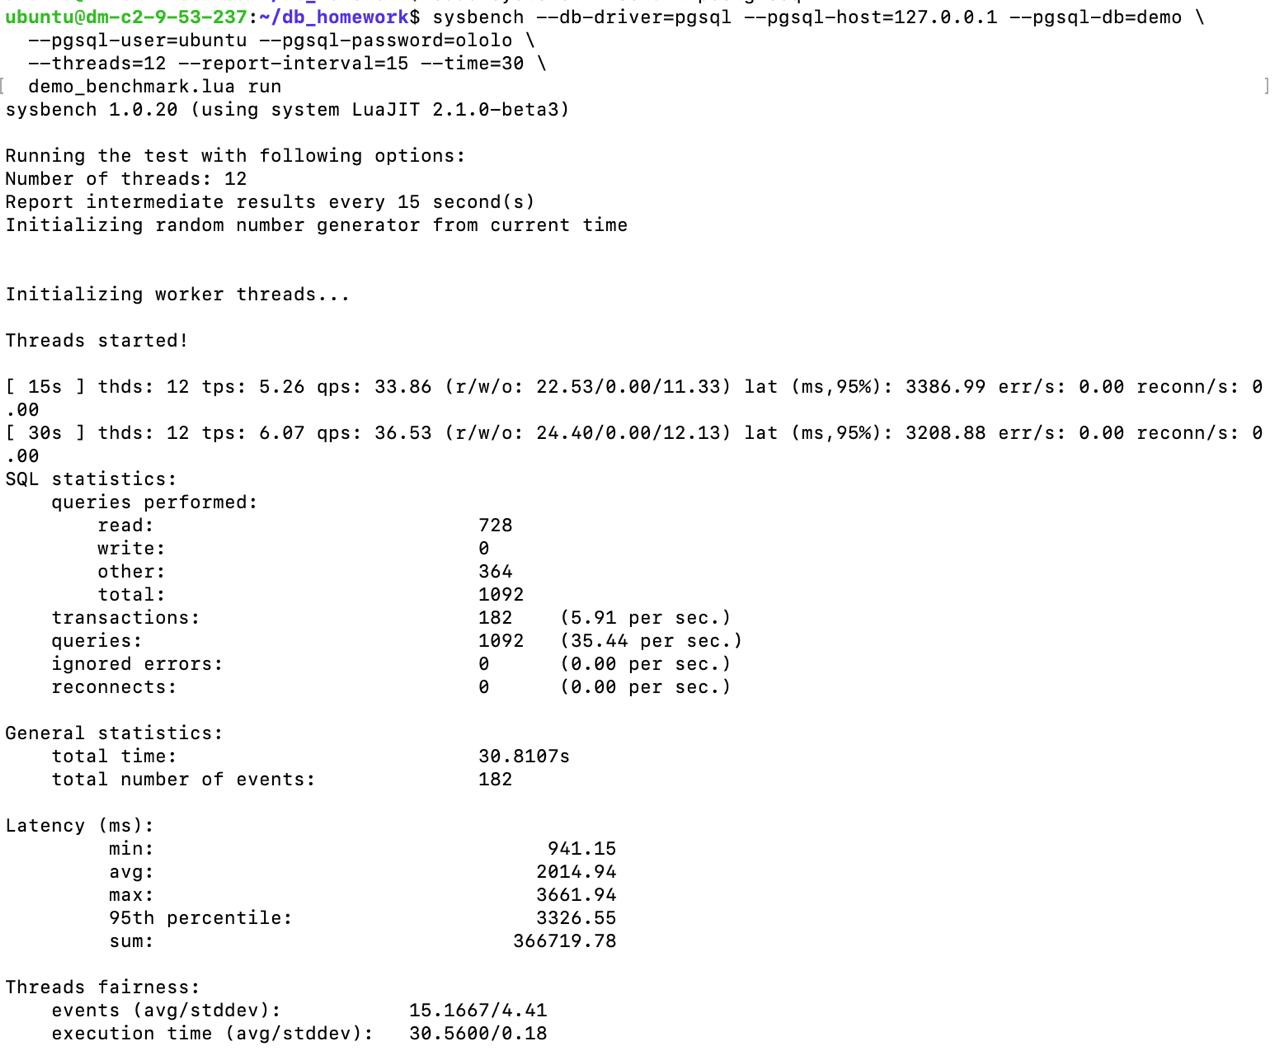 ubuntu@dm-c2-9-53-237:~/db_homework$ sysbench --db-driver=pgsql --pgsql-host=127.0.0.1 --pgsql-db=demo \
  --pgsql-user=ubuntu --pgsql-password=ololo \
  --threads=12 --report-interval=15 --time=30 \
[ demo_benchmark.lua run ]
sysbench 1.0.20 (using system LuaJIT 2.1.0-beta3)

Running the test with following options:
Number of threads: 12
Report intermediate results every 15 second(s)
Initializing random number generator from current time

Initializing worker threads...

Threads started!

[ 15s ] thds: 12 tps: 5.26 qps: 33.86 (r/w/o: 22.53/0.00/11.33) lat (ms,95%): 3386.99 err/s: 0.00 reconn/s: 0
.00
[ 30s ] thds: 12 tps: 6.07 qps: 36.53 (r/w/o: 24.40/0.00/12.13) lat (ms,95%): 3208.88 err/s: 0.00 reconn/s: 0
.00
SQL statistics:
    queries performed:
        read:                            728
        write:                           0
        other:                           364
        total:                           1092
    transactions:                        182    (5.91 per sec.)
    queries:                             1092   (35.44 per sec.)
    ignored errors:                      0      (0.00 per sec.)
    reconnects:                          0      (0.00 per sec.)

General statistics:
    total time:                          30.8107s
    total number of events:              182

Latency (ms):
         min:                                  941.15
         avg:                                 2014.94
         max:                                 3661.94
         95th percentile:                     3326.55
         sum:                               366719.78

Threads fairness:
    events (avg/stddev):           15.1667/4.41
    execution time (avg/stddev):   30.5600/0.18